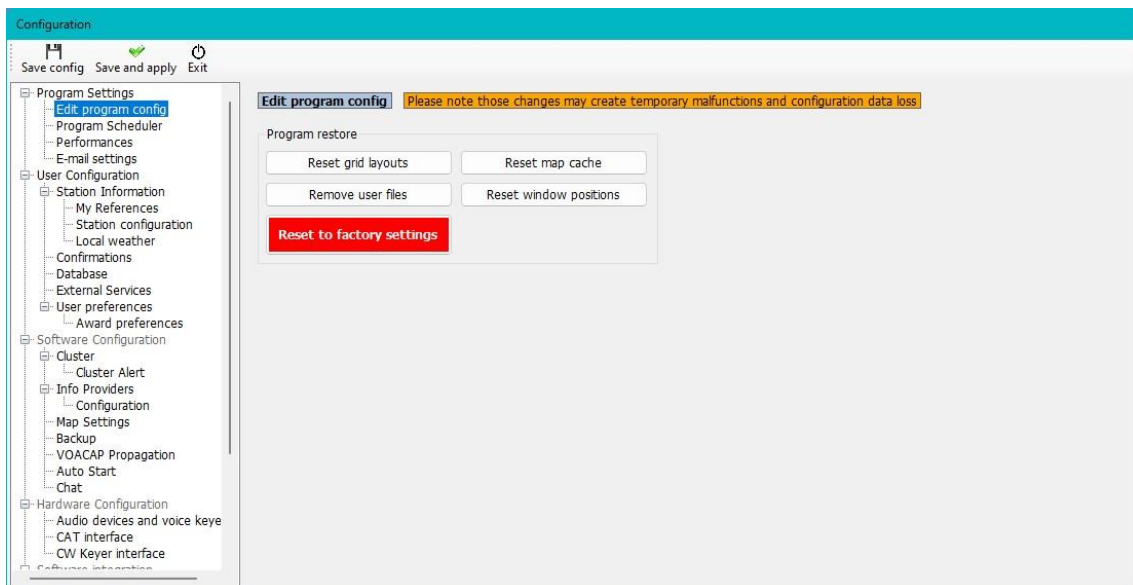 Configuration
Save config Save and apply Exit
Program Settings
Edit program config
Program Scheduler
Performances
E-mail settings
User Configuration
Station Information
My References
Station configuration
Local weather
Confirmations
Database
External Services
User preferences
Award preferences
Software Configuration
Cluster
Cluster Alert
Info Providers
Configuration
Map Settings
Backup
VOACAP Propagation
Auto Start
Chat
Hardware Configuration
Audio devices and voice keye
CAT interface
CW Keyer interface
Software integration
Edit program config Please note those changes may create temporary malfunctions and configuration data loss
Program restore
Reset grid layouts Reset map cache
Remove user files Reset window positions
Reset to factory settings